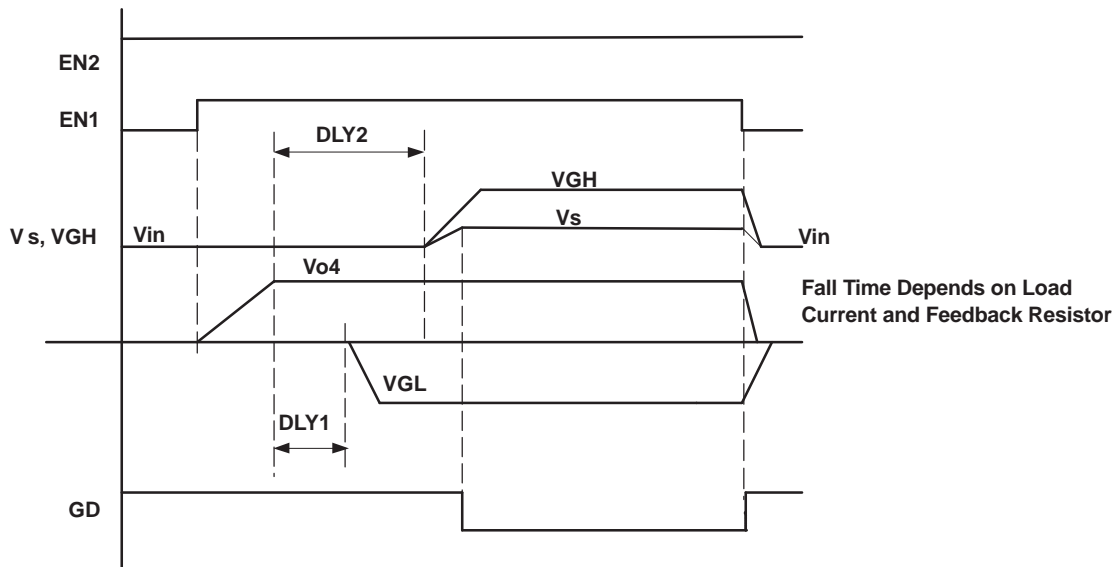 EN2
EN1
DLY2
VGH
Vs
Vs, VGH
Vin
Vin
Vo4
Fall Time Depends on Load
Current and Feedback Resistor
VGL
DLY1
GD